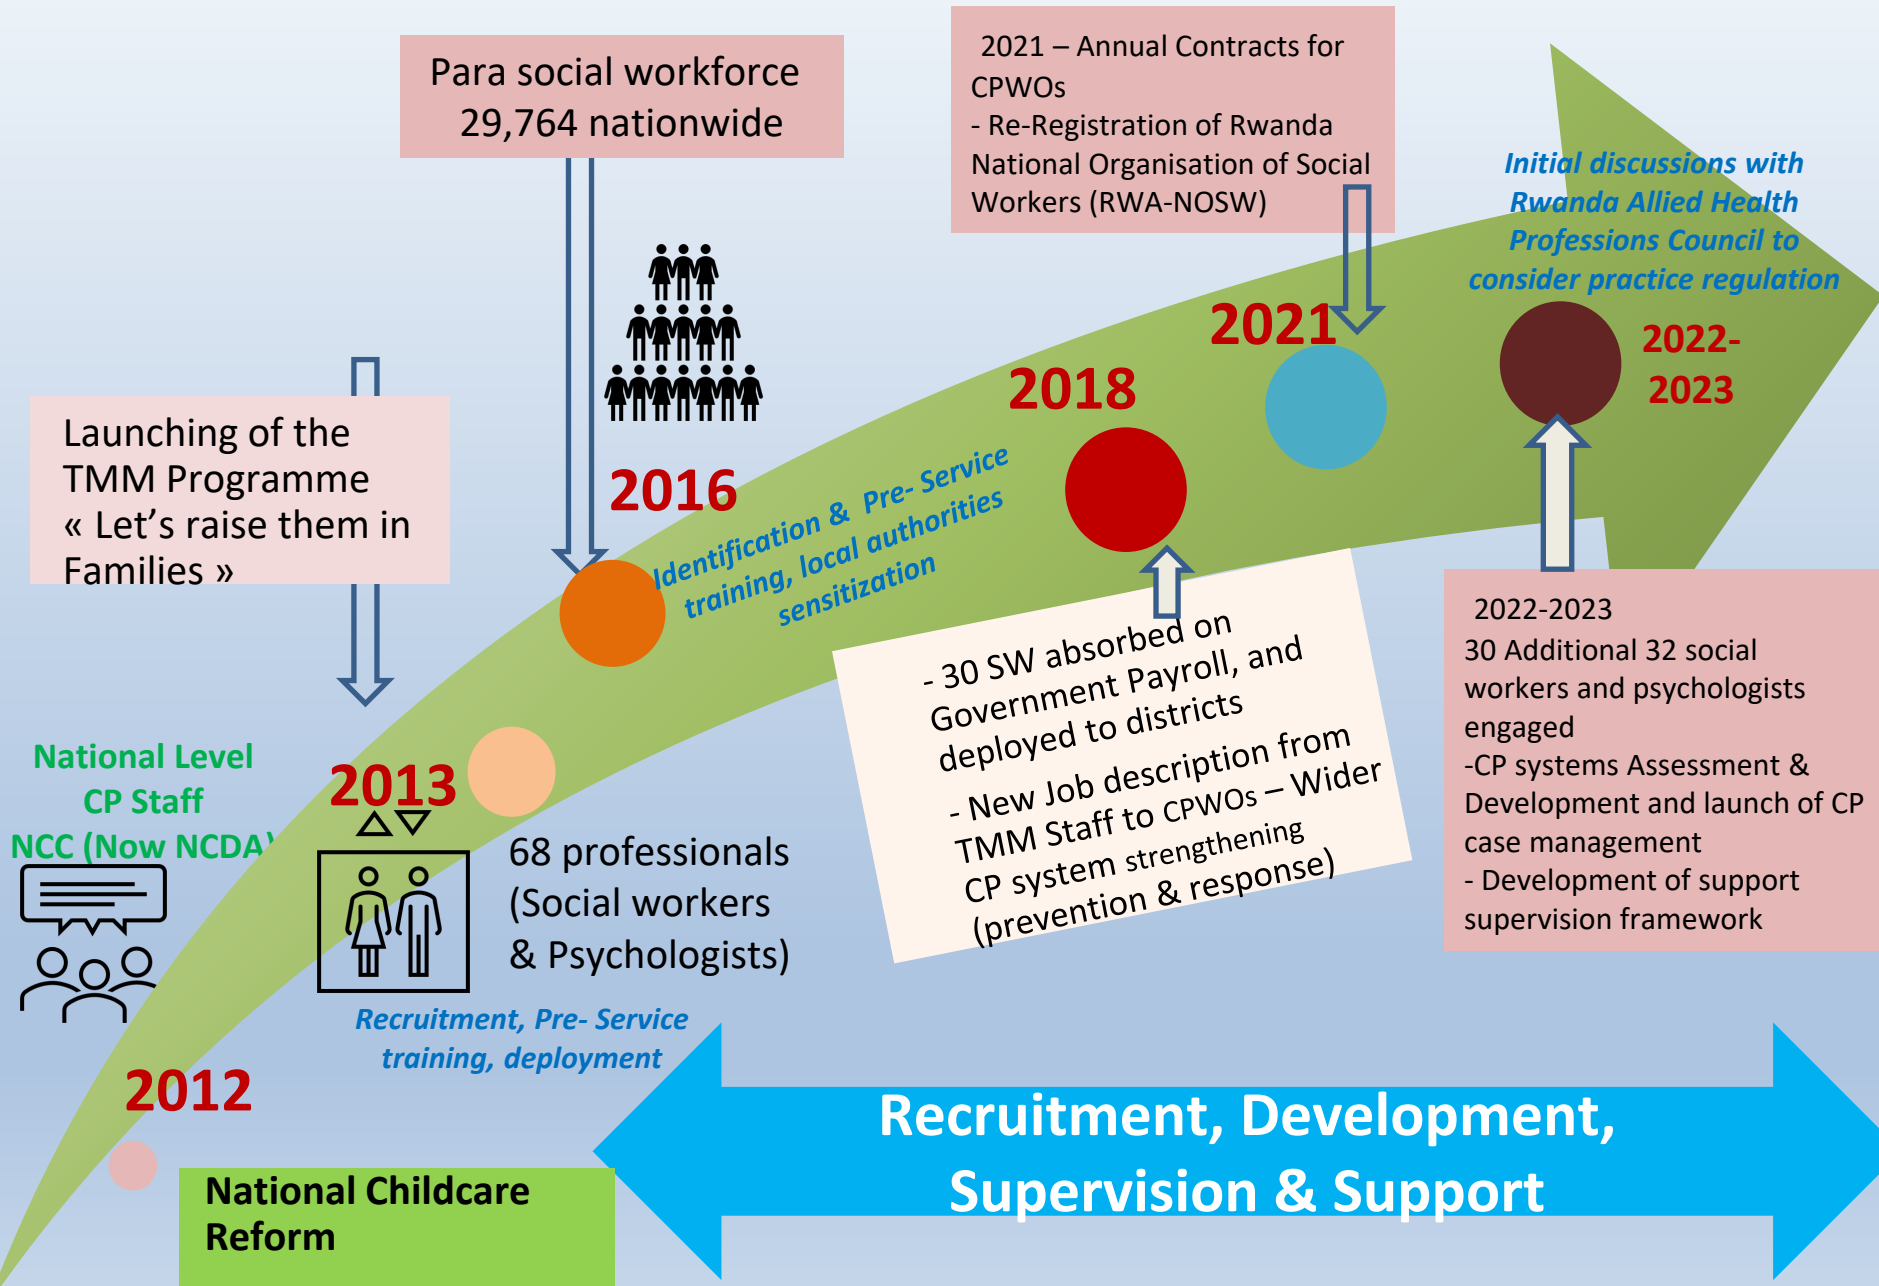 Para social workforce
29,764 nationwide
2021 – Annual Contracts for
CPWOs
- Re-Registration of Rwanda
National Organisation of Social
Workers (RWA-NOSW)
Initial discussions with
Rwanda Allied Health
Professions Council to
consider practice regulation
2021
2022-
2023
2018
Launching of the
TMM Programme
« Let’s raise them in
Families »
2016
Identification & Pre- Service
training, local authorities
sensitization
- 30 SW absorbed on
Government Payroll, and
deployed to districts
- New Job description from
TMM Staff to CPWOs – Wider
CP system strengthening
(prevention & response)
2022-2023
30 Additional 32 social
workers and psychologists
engaged
-CP systems Assessment &
Development and launch of CP
case management
- Development of support
supervision framework
National Level
CP Staff
NCC (Now NCDA)
2013
68 professionals
(Social workers
& Psychologists)
Recruitment, Pre- Service
training, deployment
2012
National Childcare
Reform
Recruitment, Development,
Supervision & Support